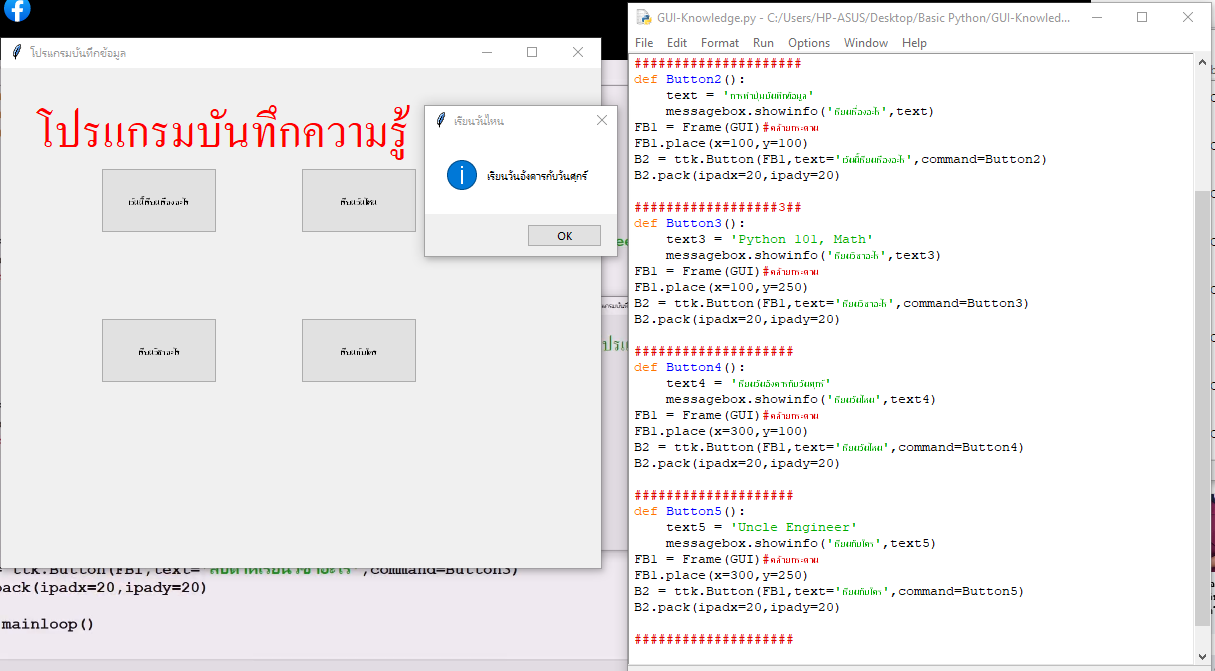 โปรแกรมบันทึกข้อมูล
โปรแกรมบันทึกความรู้
วันนี้เรียนเรื่องอะไร
เรียนวันไหน
เรียนวิชาอะไร
เรียนกับใคร
เรียนวันไหน
เรียนวันอังคารกับวันศุกร์
OK
= ttk.Button(FB1,text=
,command=Button3)
pack(ipadx=20,ipady=20)
mainloop()
GUI-Knowledge.py - C:/Users/HP-ASUS/Desktop/Basic Python/GUI-Knowled...
File Edit Format Run Options Window Help
#####################
def Button2():
text = 'การทำปุ่มบันทึกข้อมูล'
messagebox.showinfo('เรียนเรื่องอะไร',text)
FB1 = Frame(GUI)#คล้ายกระดาน
FB1.place(x=100,y=100)
B2 = ttk.Button(FB1,text='วันนี้เรียนเรื่องอะไร',command=Button2)
B2.pack(ipadx=20,ipady=20)
##################3##
def Button3():
text3 = 'Python 101, Math'
messagebox.showinfo('เรียนวิชาอะไร',text3)
FB1 = Frame(GUI)#คล้ายกระดาน
FB1.place(x=100,y=250)
B2 = ttk.Button(FB1,text='เรียนวิชาอะไร',command=Button3)
B2.pack(ipadx=20,ipady=20)
####################
def Button4():
text4 = 'เรียนวันอังคารกับวันศุกร์'
messagebox.showinfo('เรียนวันไหน',text4)
FB1 = Frame(GUI)#คล้ายกระดาน
FB1.place(x=300,y=100)
B2 = ttk.Button(FB1,text='เรียนวันไหน',command=Button4)
B2.pack(ipadx=20,ipady=20)
####################
def Button5():
text5 = 'Uncle Engineer'
messagebox.showinfo('เรียนกับใคร',text5)
FB1 = Frame(GUI)#คล้ายกระดาน
FB1.place(x=300,y=250)
B2 = ttk.Button(FB1,text='เรียนกับใคร',command=Button5)
B2.pack(ipadx=20,ipady=20)
####################